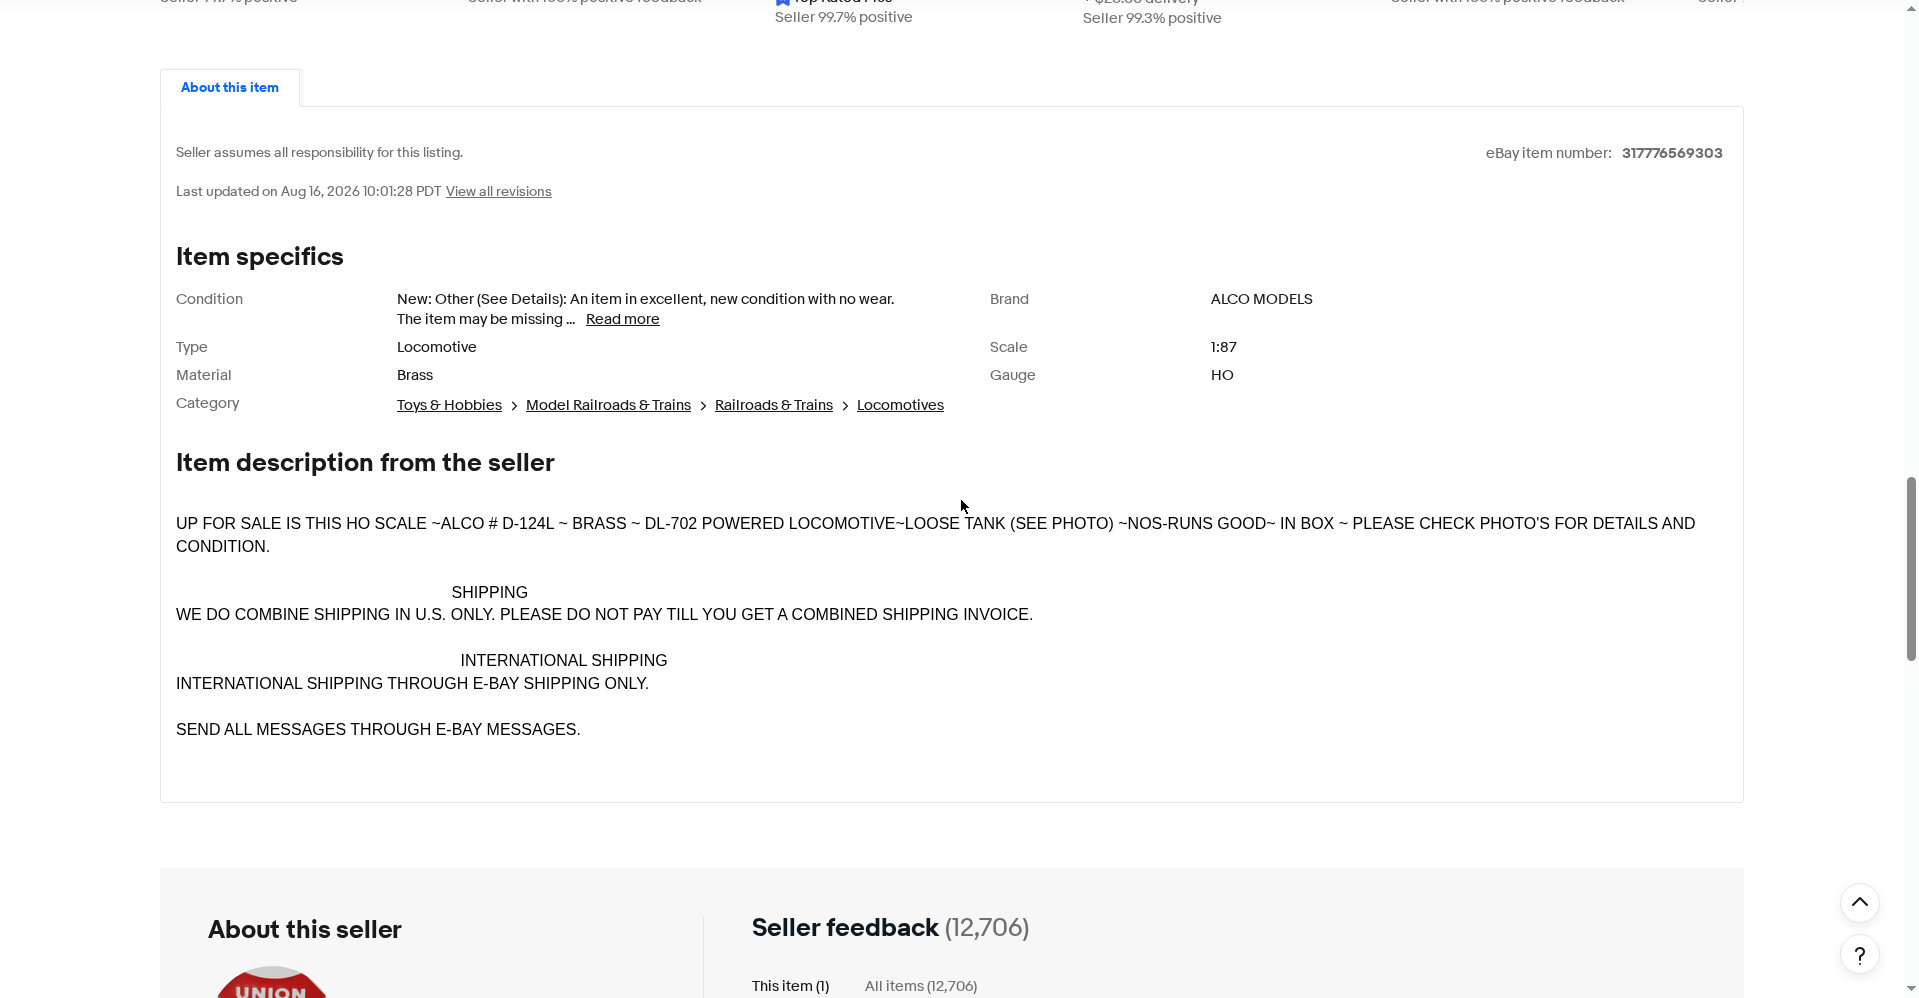 Seller 99.7% positive
Seller 99.3% positive
About this item
Seller assumes all responsibility for this listing.
eBay item number: 317776569303
Last updated on Aug 16, 2026 10:01:28 PDT View all revisions
Item specifics
Condition
New: Other (See Details): An item in excellent, new condition with no wear.
The item may be missing ... Read more
Brand
ALCO MODELS
Type
Locomotive
Scale
1:87
Material
Brass
Gauge
HO
Category
Toys & Hobbies > Model Railroads & Trains > Railroads & Trains > Locomotives
Item description from the seller
UP FOR SALE IS THIS HO SCALE ~ALCO # D-124L ~ BRASS ~ DL-702 POWERED LOCOMOTIVE~LOOSE TANK (SEE PHOTO) ~NOS-RUNS GOOD~ IN BOX ~ PLEASE CHECK PHOTO'S FOR DETAILS AND
CONDITION.
SHIPPING
WE DO COMBINE SHIPPING IN U.S. ONLY. PLEASE DO NOT PAY TILL YOU GET A COMBINED SHIPPING INVOICE.
INTERNATIONAL SHIPPING
INTERNATIONAL SHIPPING THROUGH E-BAY SHIPPING ONLY.
SEND ALL MESSAGES THROUGH E-BAY MESSAGES.
About this seller
UNION
Seller feedback (12,706)
This item (1)
All items (12,706)